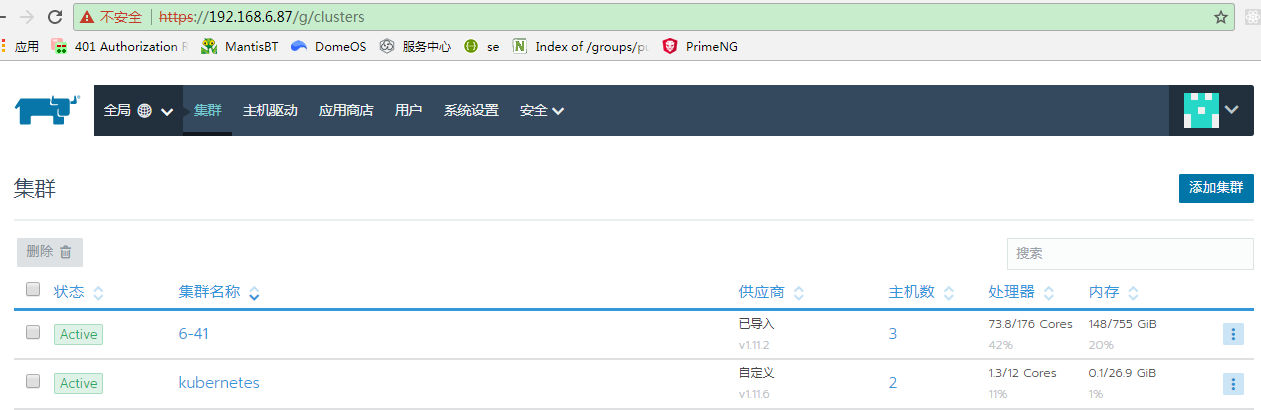 不安全 https://192.168.6.87/g/clusters
应用 401 Authorization R MantisBT DomeOS 服务中心 se Index of /groups/pu PrimeNG
全局 集群 主机驱动 应用商店 用户 系统设置 安全
集群 添加集群
删除 搜索
状态 集群名称 供应商 主机数 处理器 内存
Active 6-41 已导入 3 73.8/176 Cores 148/755 GiB
v1.11.2 42% 20%
Active kubernetes 自定义 2 1.3/12 Cores 0.1/26.9 GiB
v1.11.6 11% 1%